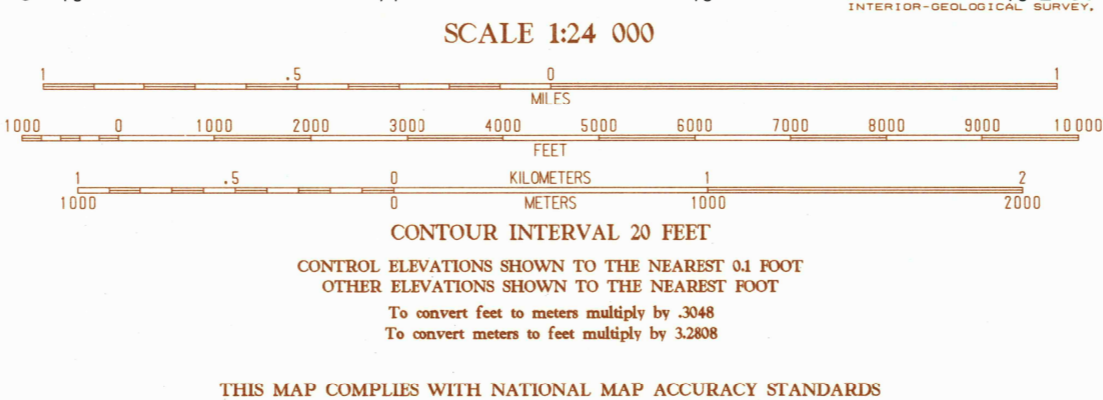 INTERIOR-GEOLOGICAL SURVEY.
SCALE 1:24 000
1 .5 0 1
MILES
1000 0 1000 2000 3000 4000 5000 6000 7000 8000 9000 10 000
FEET
1 .5 0 KILOMETERS 1 2
1000 0 METERS 1000 2000
CONTOUR INTERVAL 20 FEET
CONTROL ELEVATIONS SHOWN TO THE NEAREST 0.1 FOOT
OTHER ELEVATIONS SHOWN TO THE NEAREST FOOT
To convert feet to meters multiply by .3048
To convert meters to feet multiply by 3.2808
THIS MAP COMPLIES WITH NATIONAL MAP ACCURACY STANDARDS